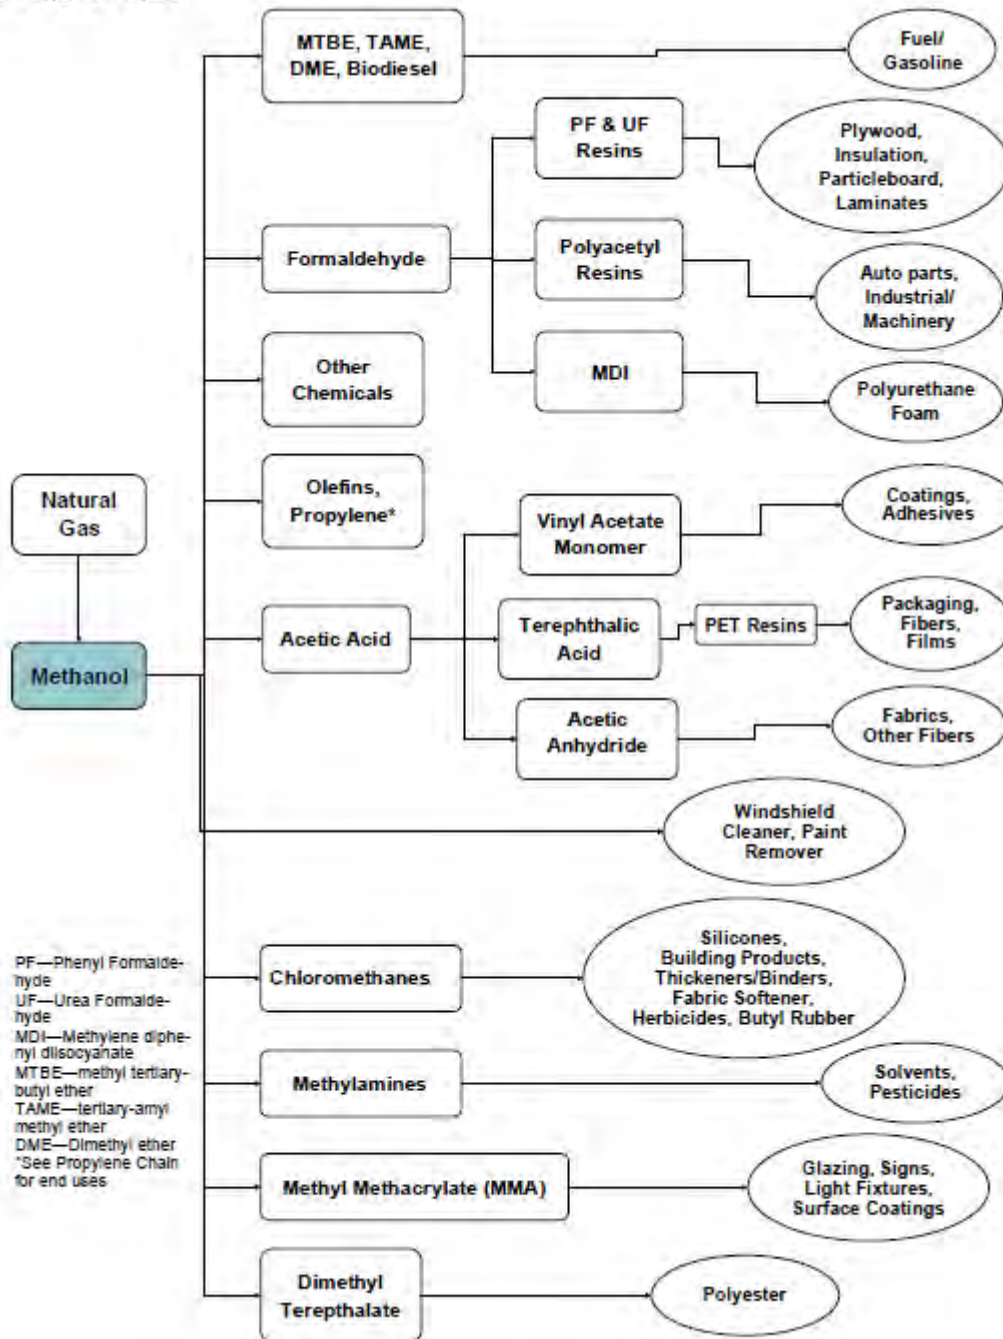 MTBE, TAME,
DME, Biodiesel
Fuel/
Gasoline
PF & UF
Resins
Plywood,
Insulation,
Particleboard,
Laminates
Formaldehyde
Polyacetyl
Resins
Auto parts,
Industrial/
Machinery
Other
Chemicals
MDI
Polyurethane
Foam
Natural
Gas
Olefins,
Propylene*
Vinyl Acetate
Monomer
Coatings,
Adhesives
Methanol
Acetic Acid
Terephthalic
Acid
PET Resins
Packaging,
Fibers,
Films
Acetic
Anhydride
Fabrics,
Other Fibers
Windshield
Cleaner, Paint
Remover
Chloromethanes
Silicones,
Building Products,
Thickeners/Binders,
Fabric Softener,
Herbicides, Butyl Rubber
PF—Phenyl Formalde-
hyde
UF—Urea Formalde-
hyde
MDI—Methylene diphe-
nyl diisocyanate
MTBE—methyl tertiary-
butyl ether
TAME—tertiary-amyl
methyl ether
DME—Dimethyl ether
*See Propylene Chain
for end uses
Methylamines
Solvents,
Pesticides
Methyl Methacrylate (MMA)
Glazing, Signs,
Light Fixtures,
Surface Coatings
Dimethyl
Terepthalate
Polyester